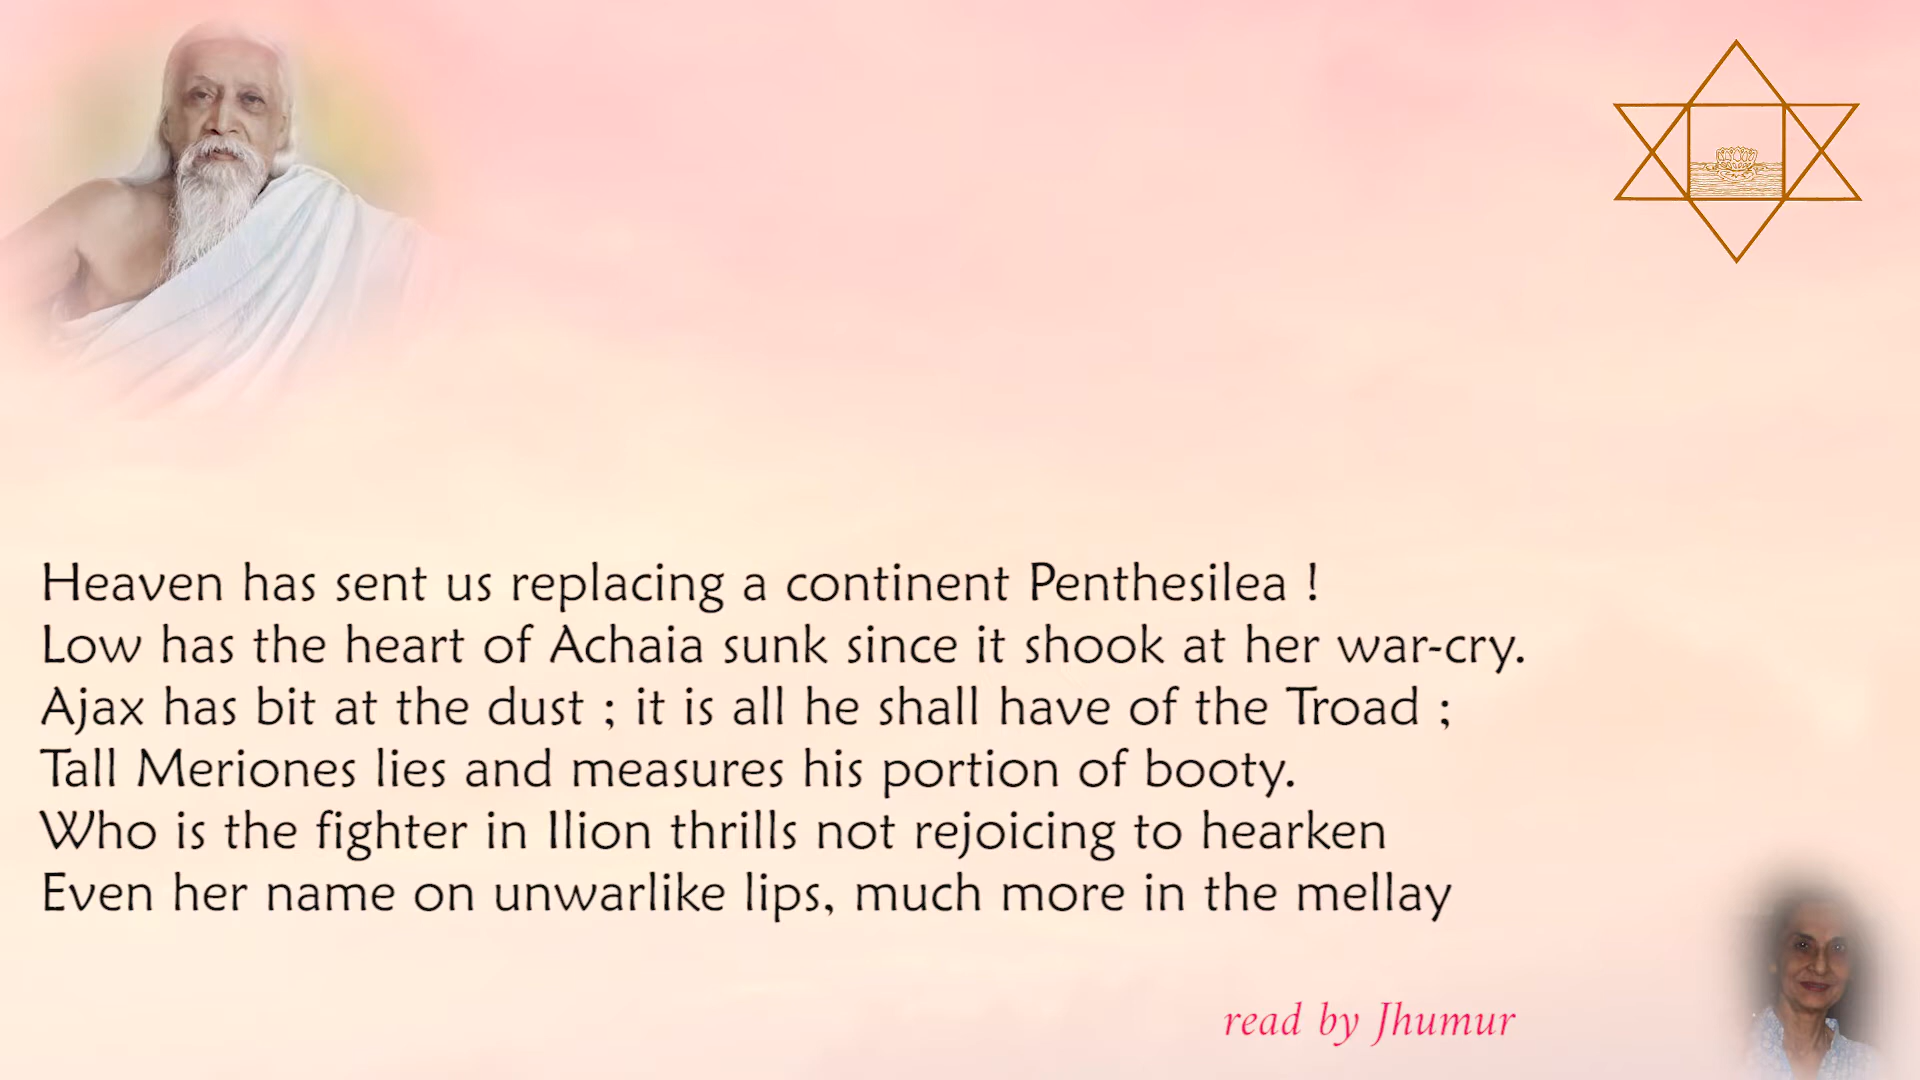 Heaven has sent us replacing a continent Penthesilea !
Low has the heart of Achaia sunk since it shook at her war-cry.
Ajax has bit at the dust ; it is all he shall have of the Troad ;
Tall Meriones lies and measures his portion of booty.
Who is the fighter in Ilion thrills not rejoicing to hearken
Even her name on unwarlike lips, much more in the mellay
read by Jhumur